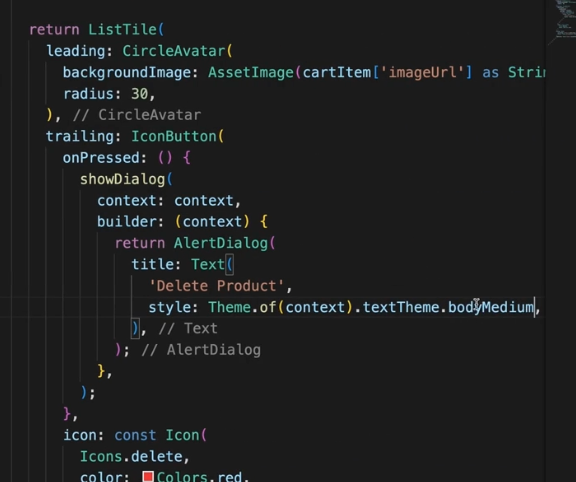 return ListTile(
leading: CircleAvatar(
backgroundImage: AssetImage(cartItem['imageUrl'] as Strin
radius: 30,
), // CircleAvatar
trailing: IconButton(
onPressed: () {
showDialog(
context: context,
builder: (context) {
return AlertDialog(
title: Text(
'Delete Product',
style: Theme.of(context).textTheme.bodyMedium,
), // Text
); // AlertDialog
},
);
},
icon: const Icon(
Icons.delete,
color: Colors.red,